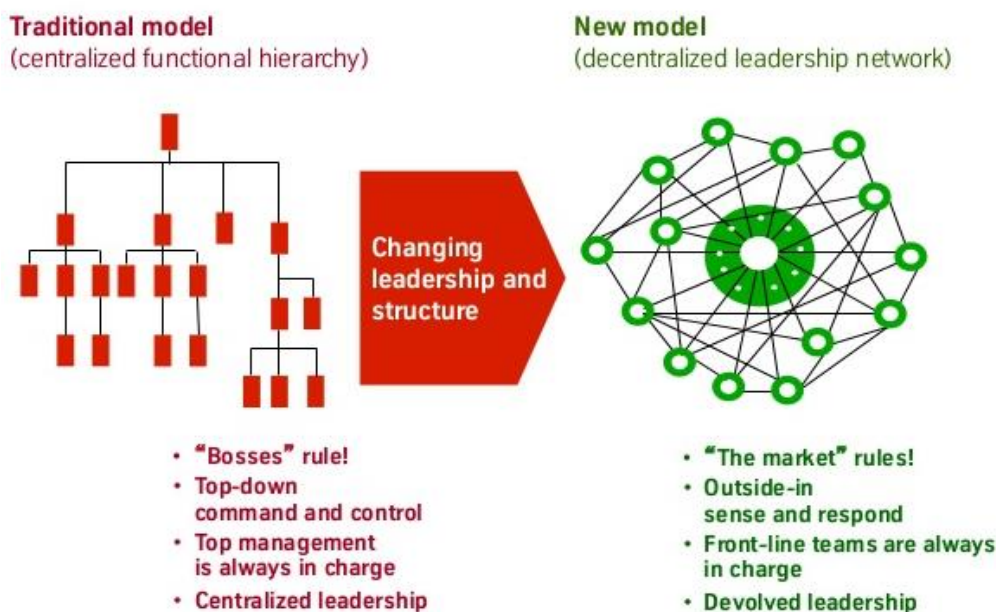 Traditional model
(centralized functional hierarchy)
New model
(decentralized leadership network)
Changing
leadership and
structure
• “Bosses” rule!
• Top-down
command and control
• Top management
is always in charge
• Centralized leadership
• “The market” rules!
• Outside-in
sense and respond
• Front-line teams are always
in charge
• Devolved leadership